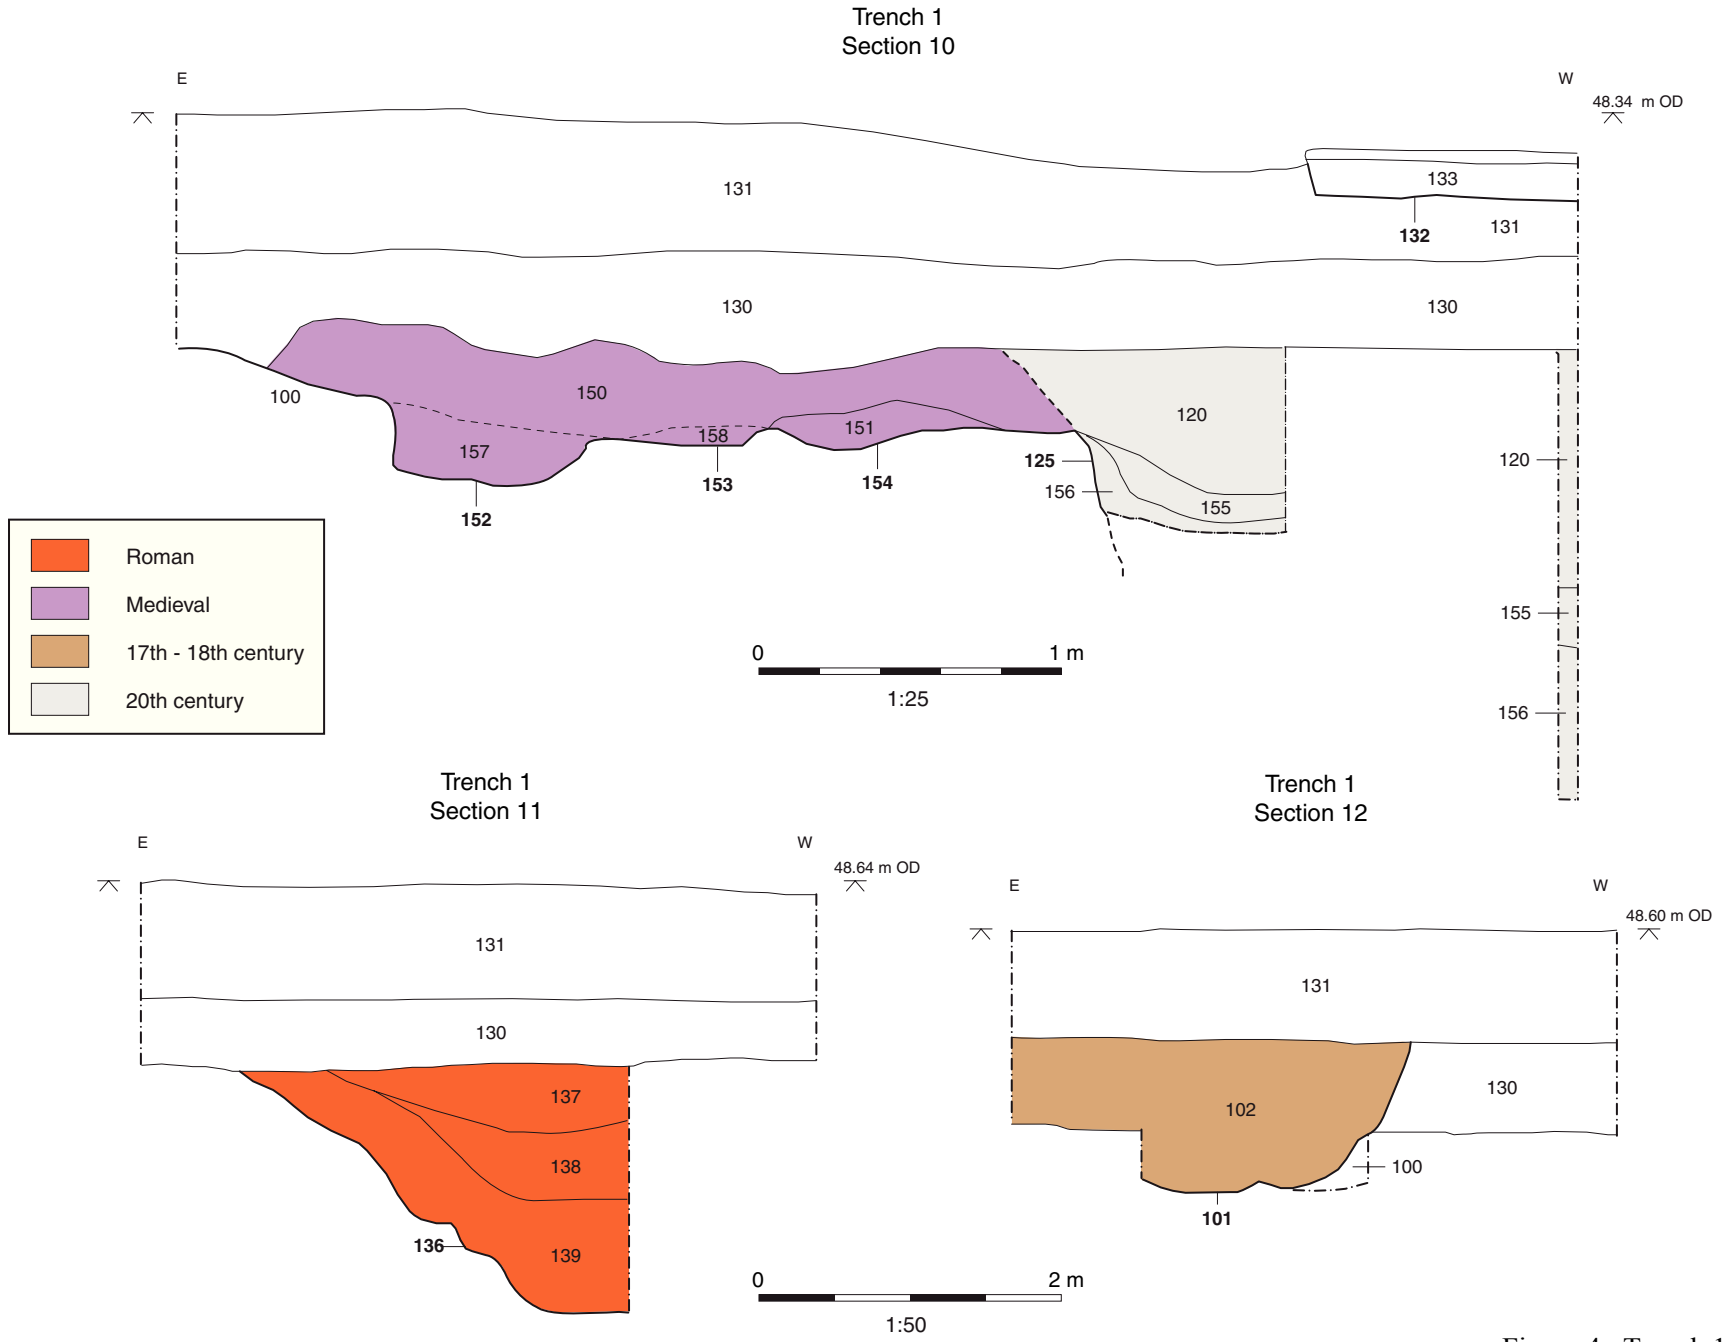 Trench 1
Section 10
E
W
48.34 m OD
131
133
132
131
130
130
100
150
157
158
151
153
154
152
125
156
120
155
120
155
156
Roman
Medieval
17th - 18th century
20th century
0
1 m
1:25
Trench 1
Section 11
E
W
48.64 m OD
131
130
137
138
139
136
Trench 1
Section 12
E
W
48.60 m OD
131
102
130
100
101
0
2 m
1:50